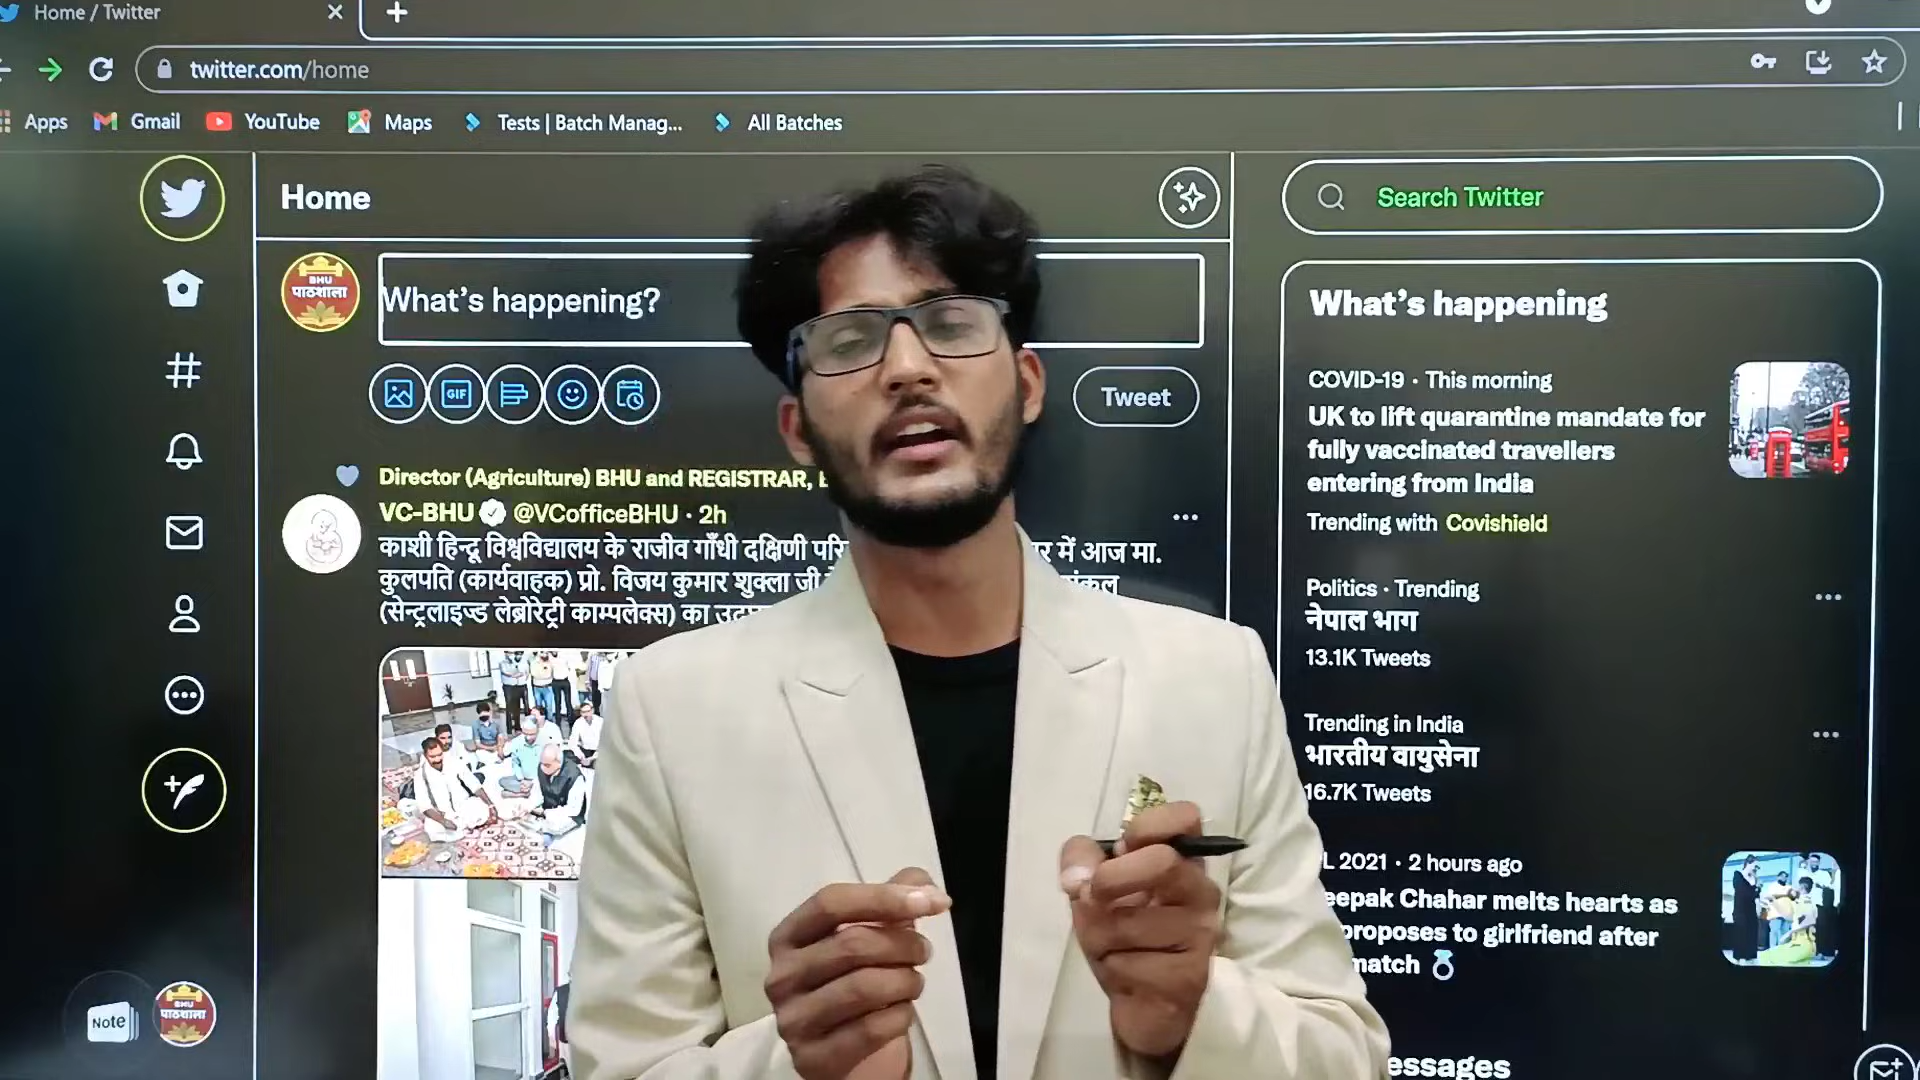 Home / Twitter
twitter.com/home
Apps
Gmail
YouTube
Maps
Tests | Batch Manag...
All Batches
Home
Search Twitter
BHU
पाठशाला
What's happening?
GIF
Tweet
Director (Agriculture) BHU and REGISTRAR,
VC-BHU @VCofficeBHU · 2h
काशी हिन्दू विश्वविद्यालय के राजीव गाँधी दक्षिणी में आज मा.
कुलपति (कार्यवाहक) प्रो. विजय कुमार शुक्ला जी
(सेन्ट्रलाइज्ड लेब्रोरेट्री काम्पलेक्स) का
What's happening
COVID-19 · This morning
UK to lift quarantine mandate for
fully vaccinated travellers
entering from India
Trending with Covishield
Politics · Trending
नेपाल भाग
13.1K Tweets
Trending in India
भारतीय वायुसेना
16.7K Tweets
2021 · 2 hours ago
Chahar melts hearts as
proposes to girlfriend after
match
Note
BHU
पाठशाला